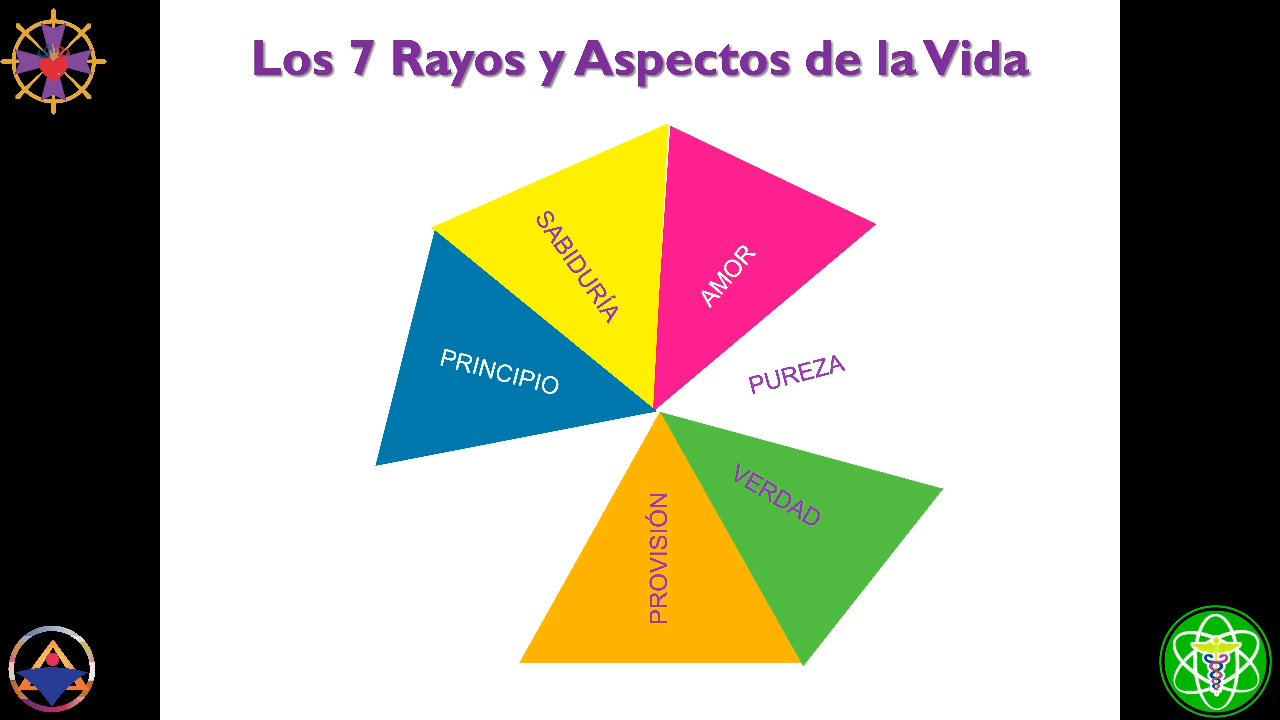 Los 7 Rayos y Aspectos de la Vida
SABIDURÍA
AMOR
PRINCIPIO
PUREZA
VERDAD
PROVISIÓN